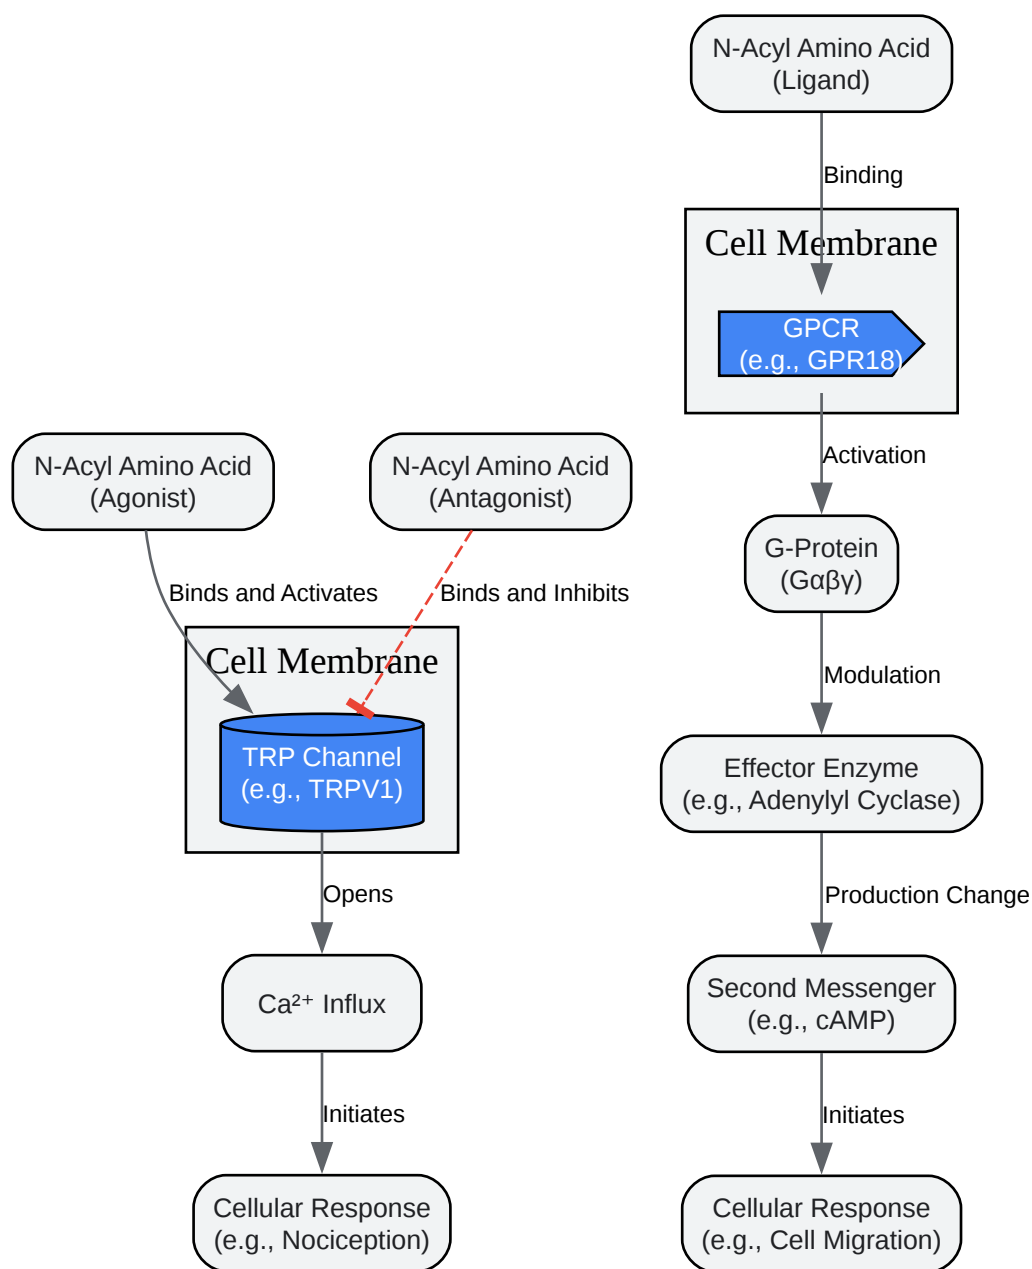 N-Acyl Amino Acid
(Ligand)
Binding
Cell Membrane
GPCR
(e.g., GPR18)
Activation
G-Protein
(Gαβγ)
Modulation
Effector Enzyme
(e.g., Adenylyl Cyclase)
Production Change
Second Messenger
(e.g., cAMP)
Initiates
Cellular Response
(e.g., Cell Migration)
N-Acyl Amino Acid
(Agonist)
N-Acyl Amino Acid
(Antagonist)
Binds and Activates
Binds and Inhibits
Cell Membrane
TRP Channel
(e.g., TRPV1)
Opens
Ca²⁺ Influx
Initiates
Cellular Response
(e.g., Nociception)